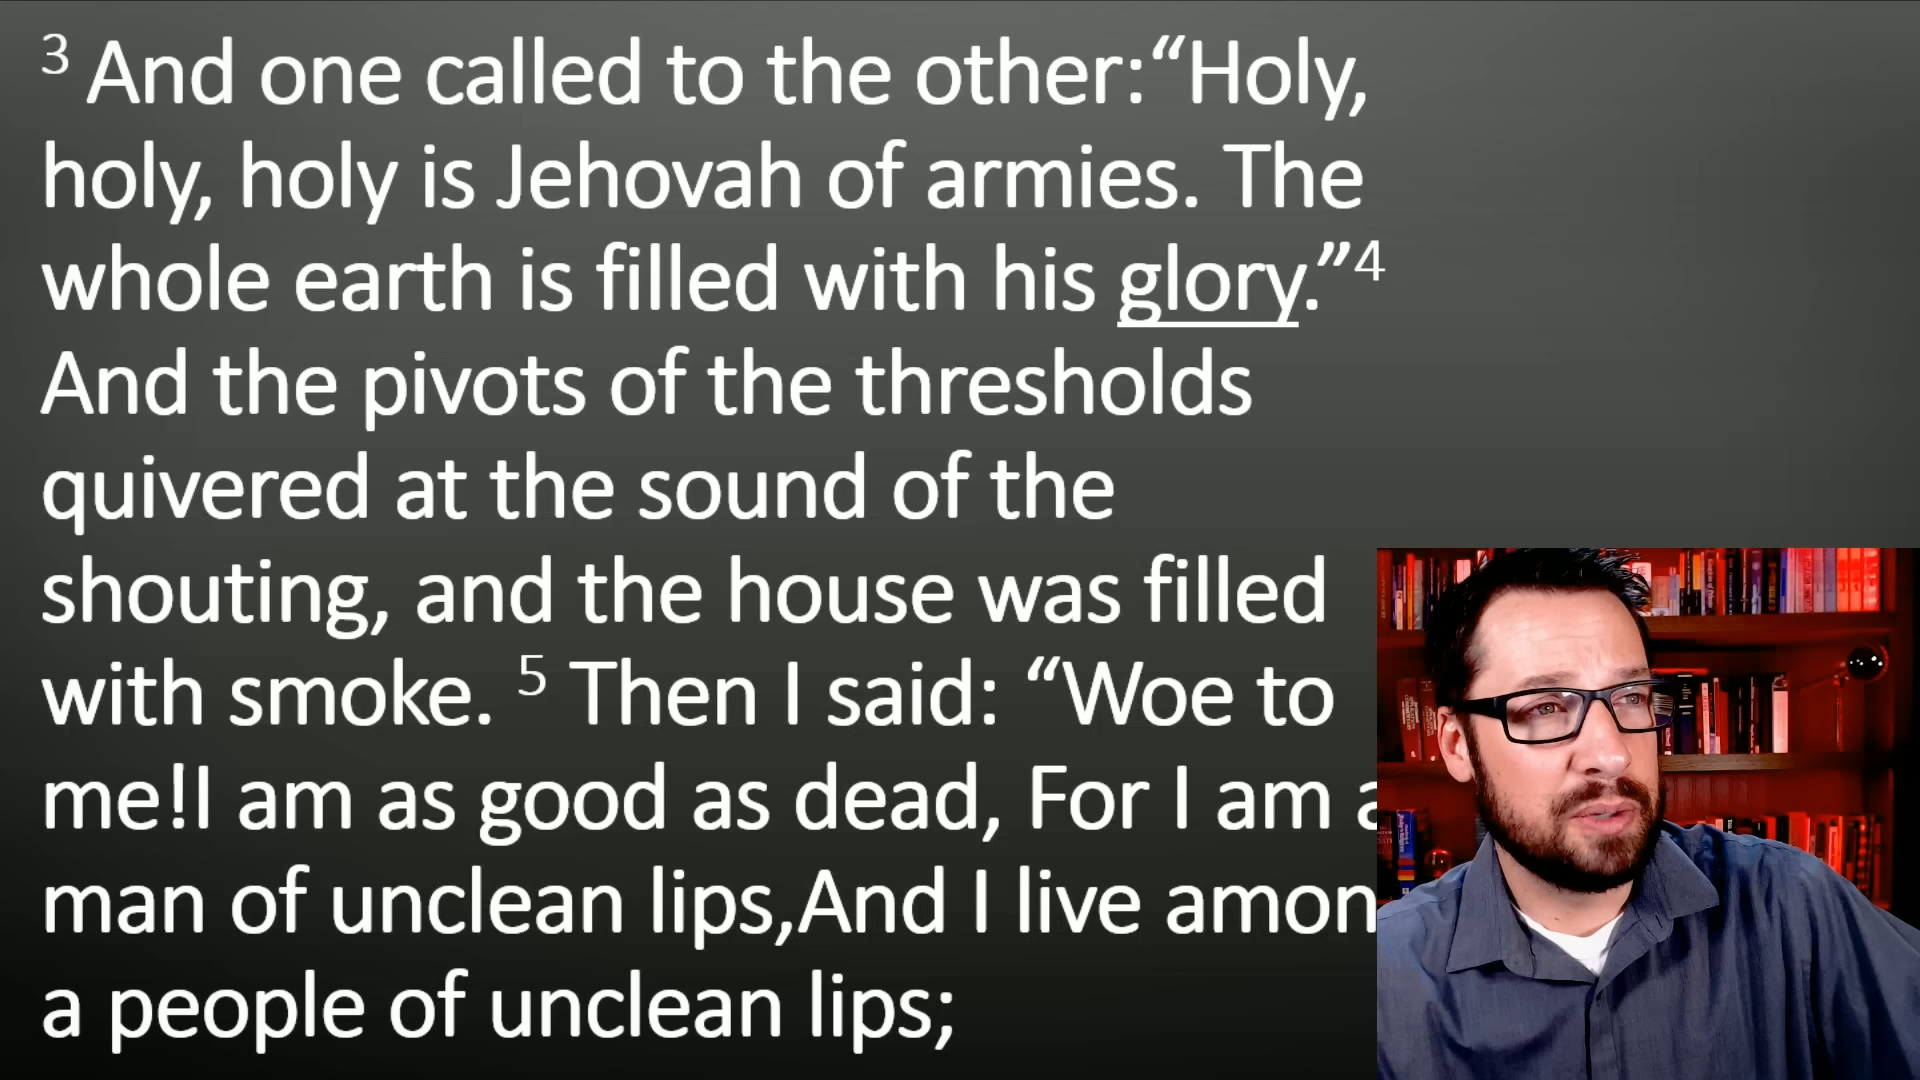 3 And one called to the other:“Holy,
holy, holy is Jehovah of armies. The
whole earth is filled with his glory.”4
And the pivots of the thresholds
quivered at the sound of the
shouting, and the house was filled
with smoke. 5 Then I said: “Woe to
me!I am as good as dead, For I am a
man of unclean lips,And I live amon
a people of unclean lips;